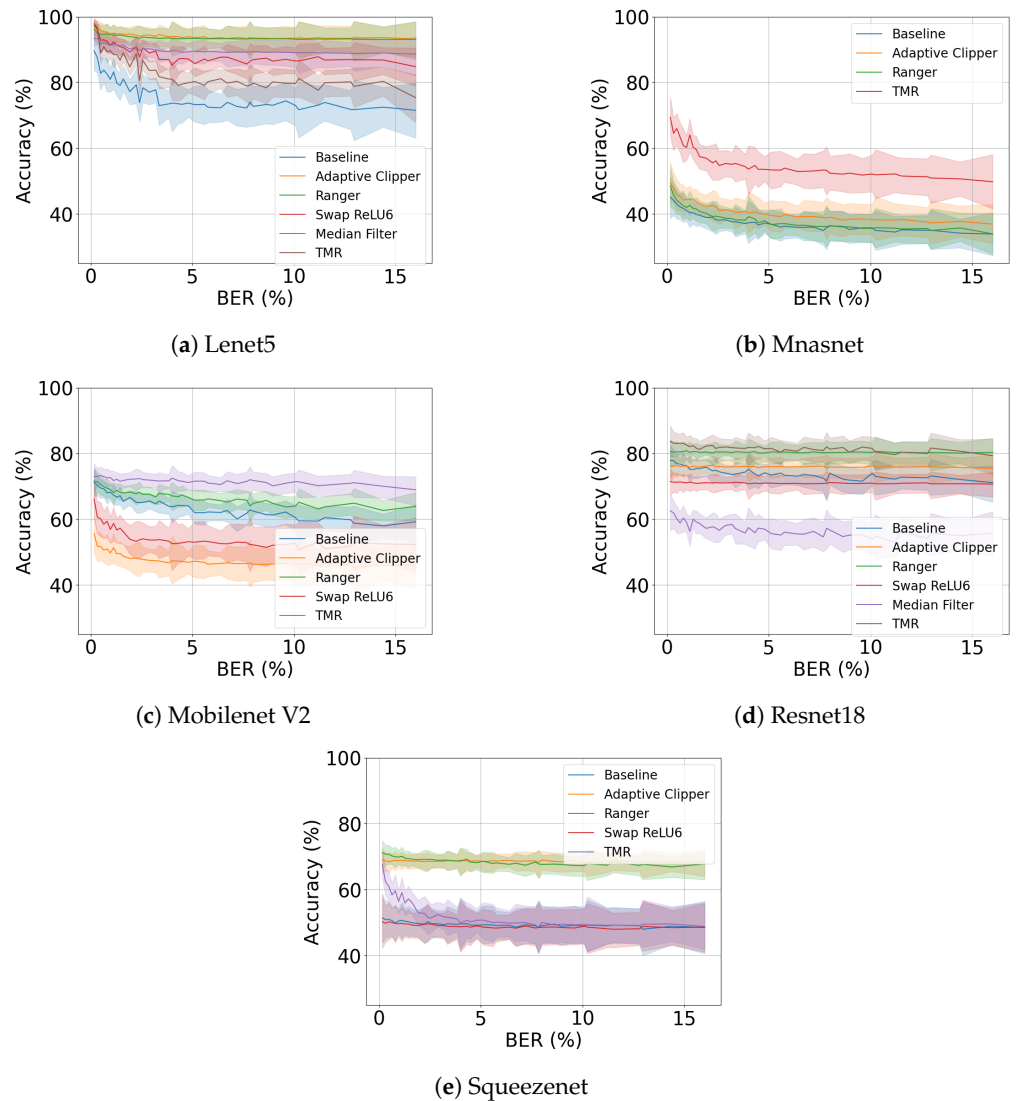 100
80
60
40
Accuracy (%)
0 5 10 15
BER (%)
Baseline
Adaptive Clipper
Ranger
Swap ReLU6
Median Filter
TMR
(a) Lenet5
100
80
60
40
Accuracy (%)
0 5 10 15
BER (%)
Baseline
Adaptive Clipper
Ranger
TMR
(b) Mnasnet
100
80
60
40
Accuracy (%)
0 5 10 15
BER (%)
Baseline
Adaptive Clipper
Ranger
Swap ReLU6
TMR
(c) Mobilenet V2
100
80
60
40
Accuracy (%)
0 5 10 15
BER (%)
Baseline
Adaptive Clipper
Ranger
Swap ReLU6
Median Filter
TMR
(d) Resnet18
100
80
60
40
Accuracy (%)
0 5 10 15
BER (%)
Baseline
Adaptive Clipper
Ranger
Swap ReLU6
TMR
(e) Squeezenet